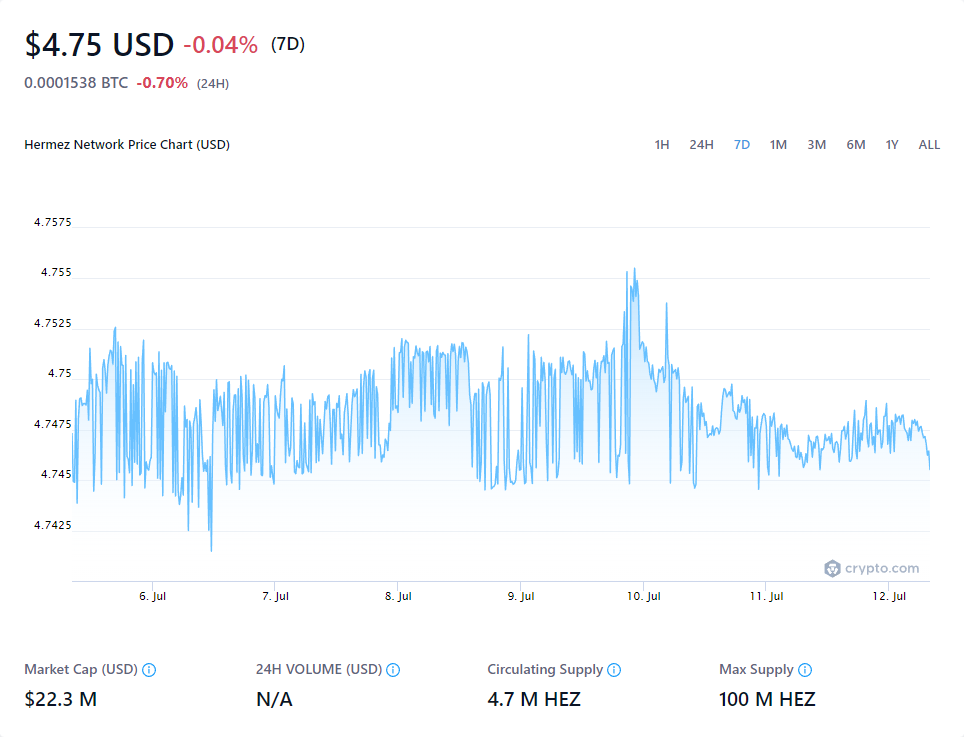 $4.75 USD -0.04% (7D)
0.0001538 BTC -0.70% (24H)
Hermez Network Price Chart (USD) 1H 24H 7D 1M 3M 6M 1Y ALL
4.7575
4.755
4.7525
4.75
4.7475
4.745
4.7425
crypto.com
6. Jul 7. Jul 8. Jul 9. Jul 10. Jul 11. Jul 12. Jul
Market Cap (USD) 24H VOLUME (USD) Circulating Supply Max Supply
$22.3 M N/A 4.7 M HEZ 100 M HEZ